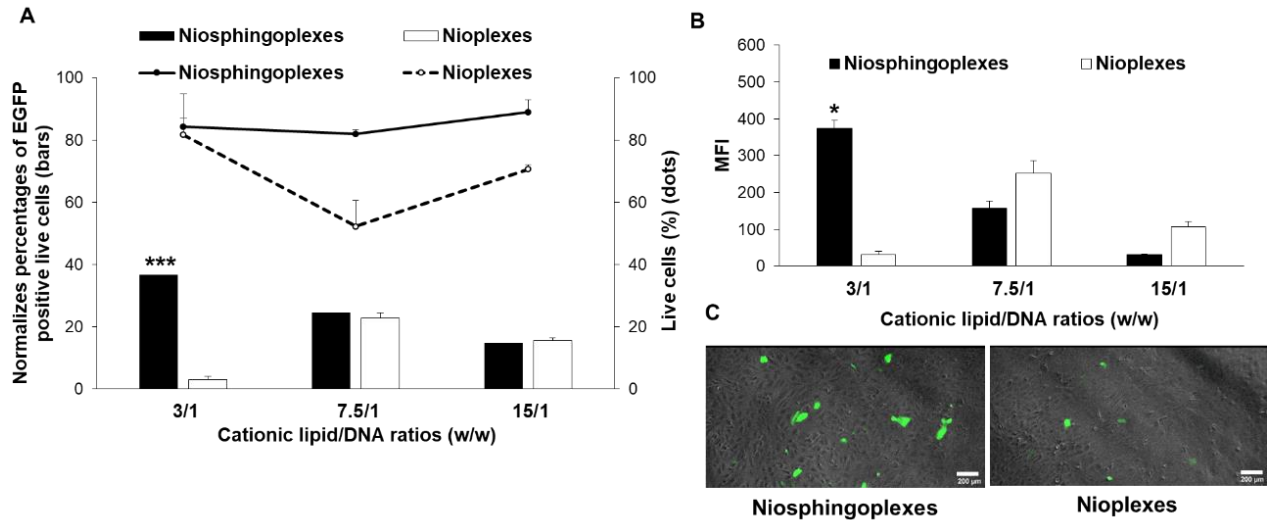 A
Niosphingoplexes
Nioplexes
Niosphingoplexes
Nioplexes
Normalizes percentages of EGFP
positive live cells (bars)
100
80
60
40
20
0
100
80
60
40
20
0
Live cells (%) (dots)
***
3/1
7.5/1
15/1
Cationic lipid/DNA ratios (w/w)
B
Niosphingoplexes
Nioplexes
MFI
600
500
400
300
200
100
0
*
3/1
7.5/1
15/1
Cationic lipid/DNA ratios (w/w)
C
200 μm
200 μm
Niosphingoplexes
Nioplexes